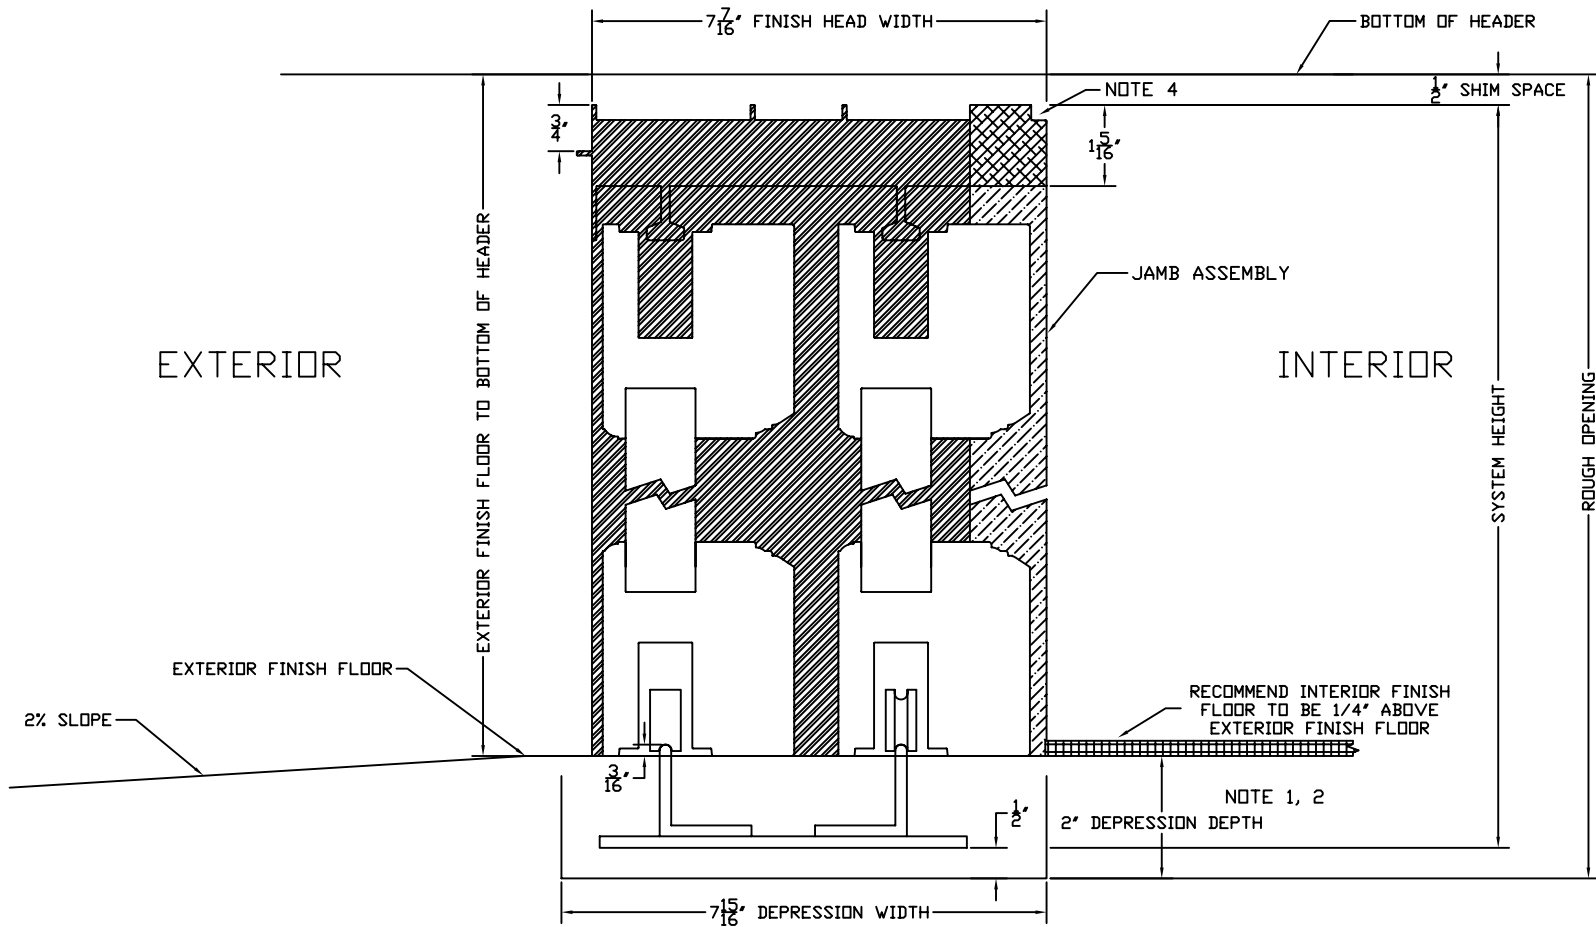 7 7/16" FINISH HEAD WIDTH
BOTTOM OF HEADER
NOTE 4
1/2" SHIM SPACE
3/4"
1 5/16"
EXTERIOR FINISH FLOOR TO BOTTOM OF HEADER
JAMB ASSEMBLY
EXTERIOR
INTERIOR
SYSTEM HEIGHT
ROUGH OPENING
EXTERIOR FINISH FLOOR
2% SLOPE
RECOMMEND INTERIOR FINISH
FLOOR TO BE 1/4" ABOVE
EXTERIOR FINISH FLOOR
3/16"
NOTE 1, 2
1/2"
2" DEPRESSION DEPTH
7 15/16" DEPRESSION WIDTH